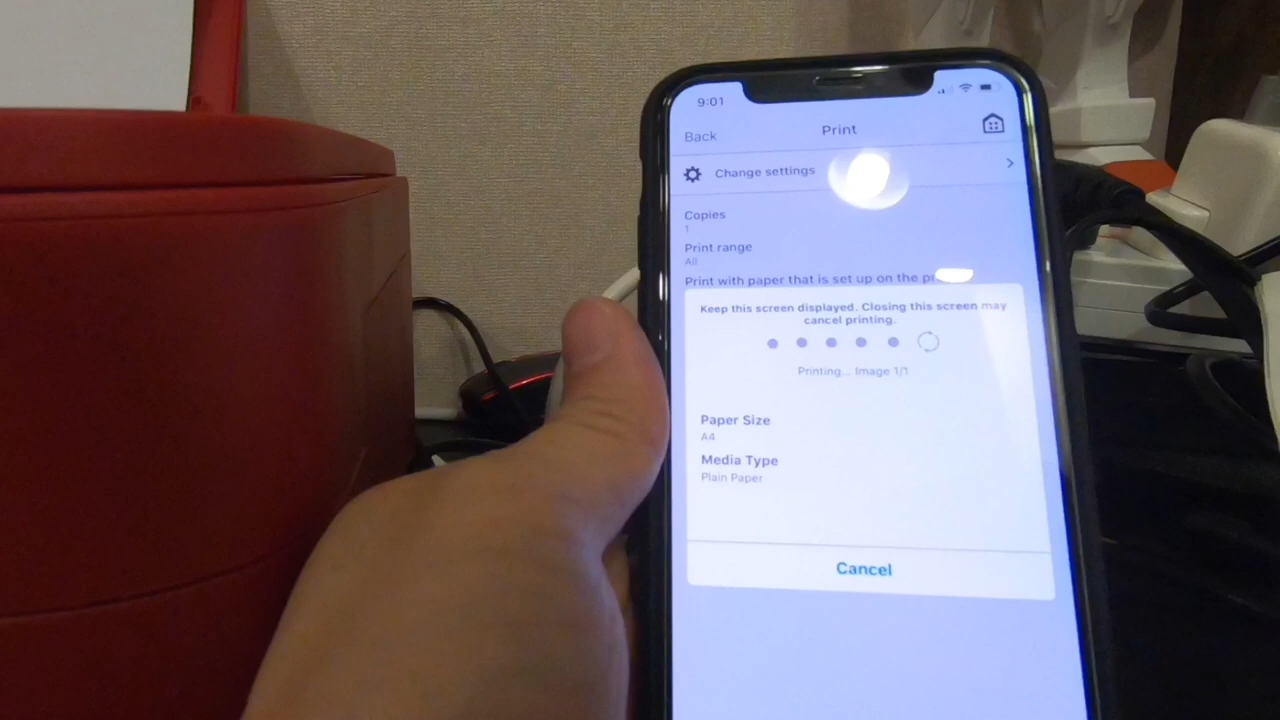 9:01
Back
Print
Change settings
Copies
1
Print range
All
Print with paper that is set up on the
Keep this screen displayed. Closing this screen may
cancel printing.
Printing... Image 1/1
Paper Size
A4
Media Type
Plain Paper
Cancel